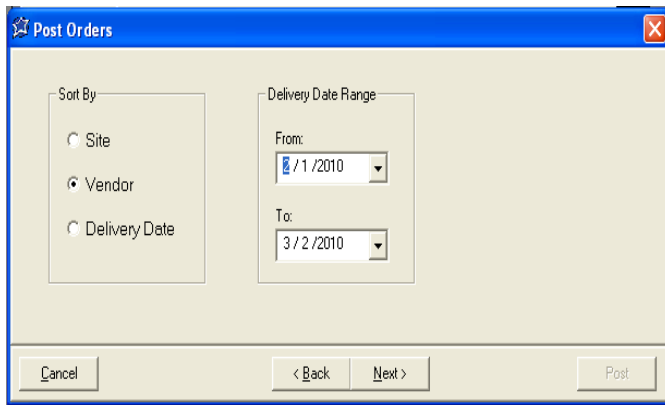 Post Orders
Sort By
Site
Vendor
Delivery Date
Delivery Date Range
From:
2 / 1 /2010
To:
3 / 2 /2010
Cancel
< Back
Next >
Post